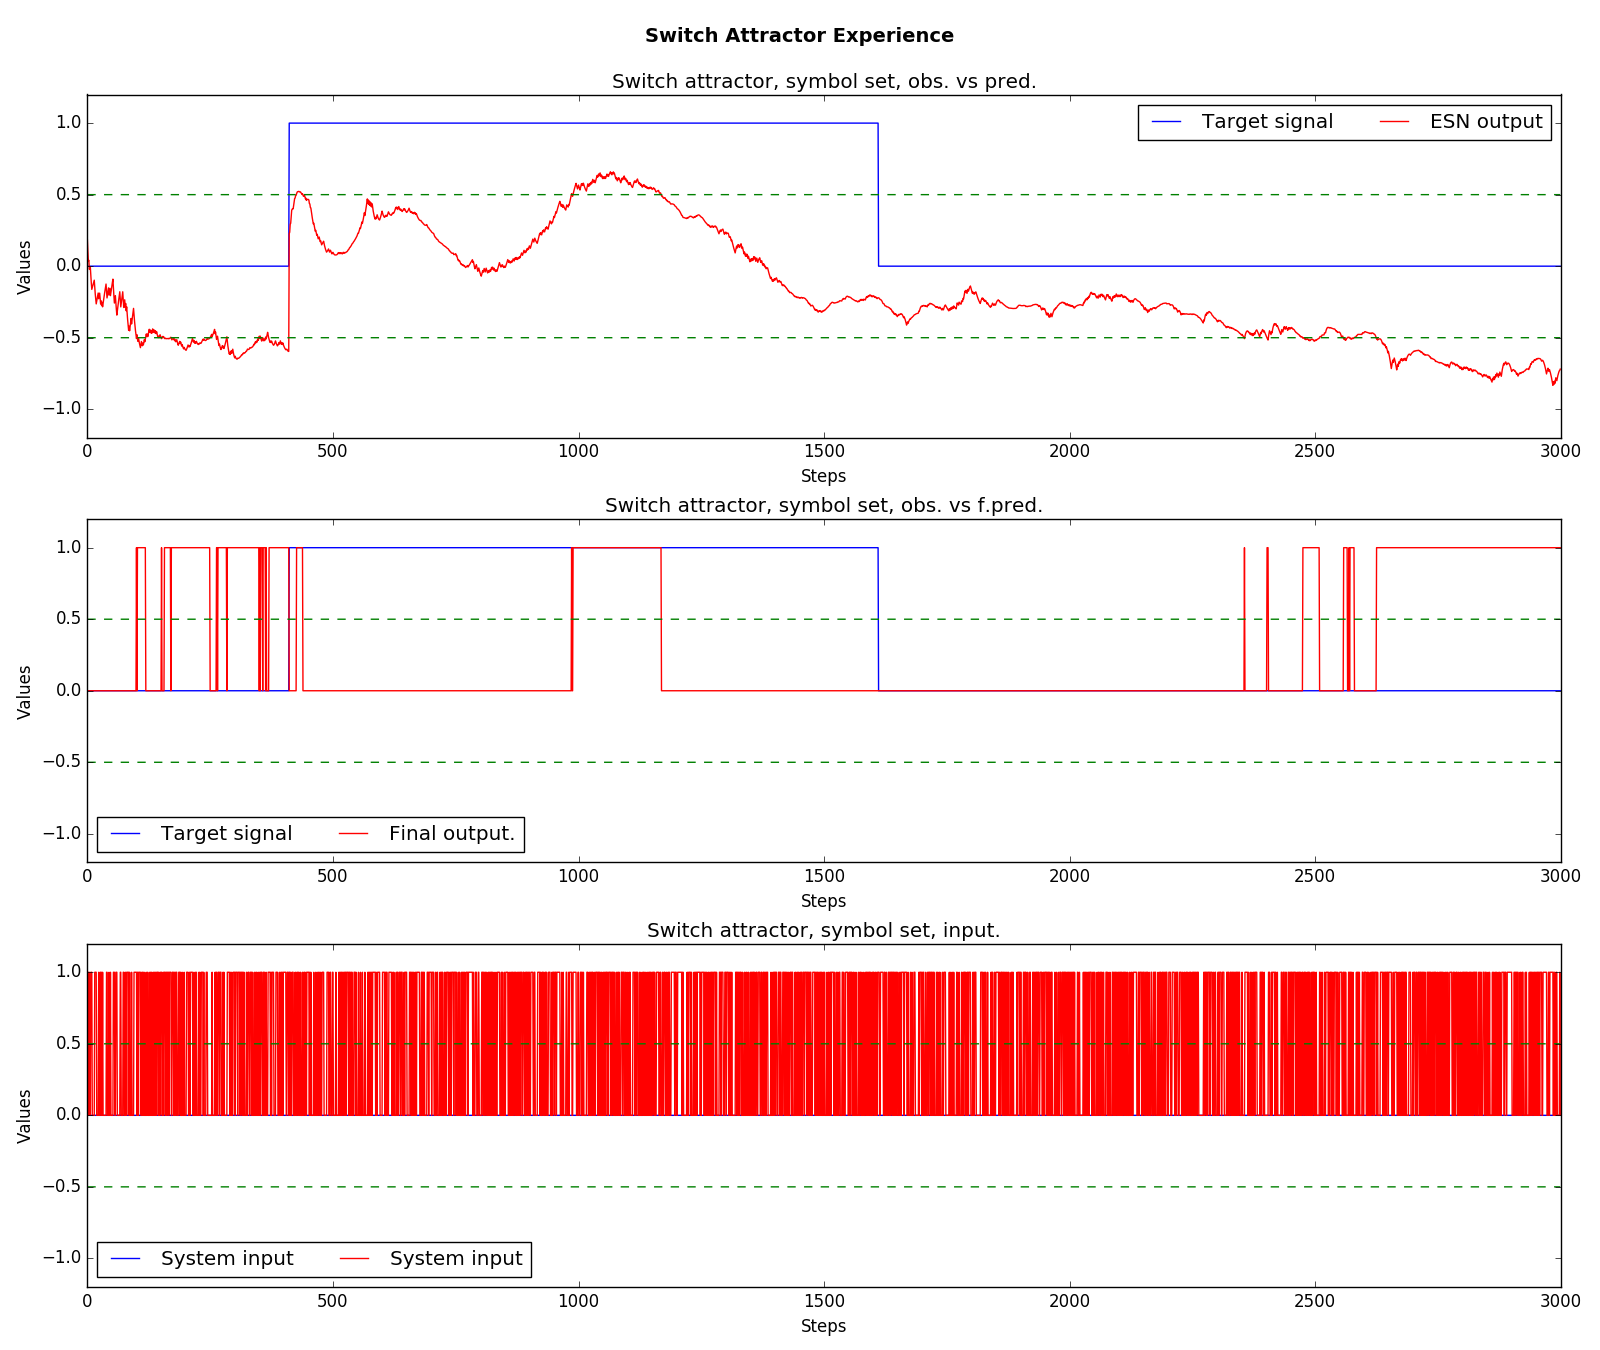 Switch Attractor Experience
Switch attractor, symbol set, obs. vs pred.
Target signal ESN output
Values
1.0
0.5
0.0
−0.5
−1.0
0 500 1000 1500 2000 2500 3000
Steps
Switch attractor, symbol set, obs. vs f.pred.
Values
1.0
0.5
0.0
−0.5
−1.0
Target signal Final output.
0 500 1000 1500 2000 2500 3000
Steps
Switch attractor, symbol set, input.
Values
1.0
0.5
0.0
−0.5
−1.0
System input System input
0 500 1000 1500 2000 2500 3000
Steps